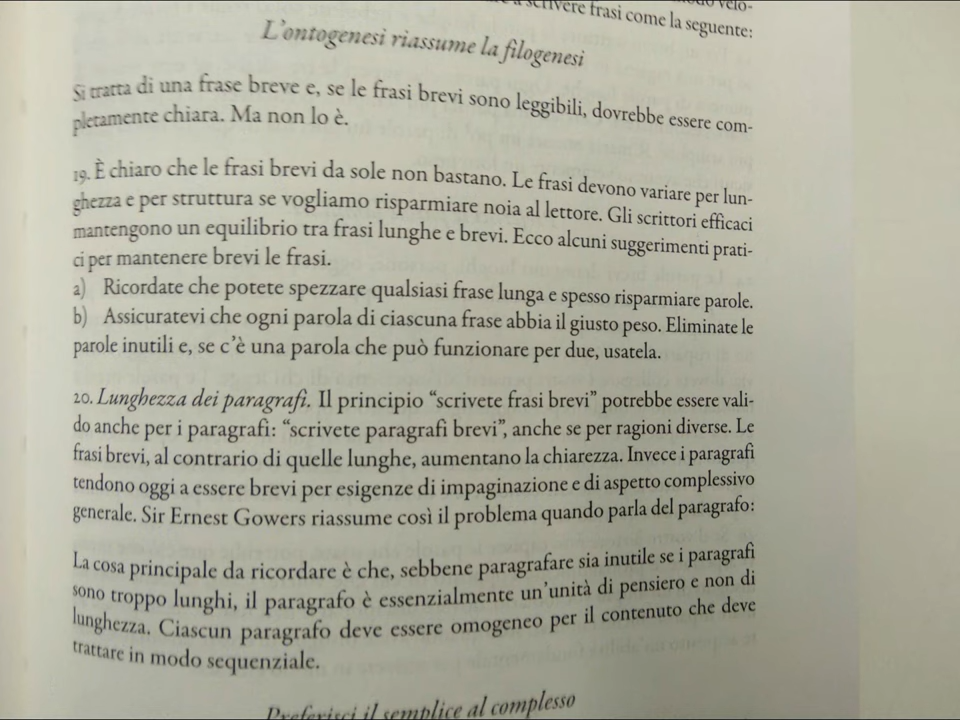 scrivere frasi come la seguente:
L'ontogenesi riassume la filogenesi
Si tratta di una frase breve e, se le frasi brevi sono leggibili, dovrebbe essere com-
pletamente chiara. Ma non lo è.
19. È chiaro che le frasi brevi da sole non bastano. Le frasi devono variare per lun-
ghezza e per struttura se vogliamo risparmiare noia al lettore. Gli scrittori efficaci
mantengono un equilibrio tra frasi lunghe e brevi. Ecco alcuni suggerimenti prati-
ci per mantenere brevi le frasi.
a) Ricordate che potete spezzare qualsiasi frase lunga e spesso risparmiare parole.
b) Assicuratevi che ogni parola di ciascuna frase abbia il giusto peso. Eliminate le
parole inutili e, se c'è una parola che può funzionare per due, usatela.
20. Lunghezza dei paragrafi. Il principio “scrivete frasi brevi” potrebbe essere vali-
do anche per i paragrafi: “scrivete paragrafi brevi”, anche se per ragioni diverse. Le
frasi brevi, al contrario di quelle lunghe, aumentano la chiarezza. Invece i paragrafi
tendono oggi a essere brevi per esigenze di impaginazione e di aspetto complessivo
generale. Sir Ernest Gowers riassume così il problema quando parla del paragrafo:
La cosa principale da ricordare è che, sebbene paragrafare sia inutile se i paragrafi
sono troppo lunghi, il paragrafo è essenzialmente un'unità di pensiero e non di
lunghezza. Ciascun paragrafo deve essere omogeneo per il contenuto che deve
trattare in modo sequenziale.
Preferisci il semplice al complesso